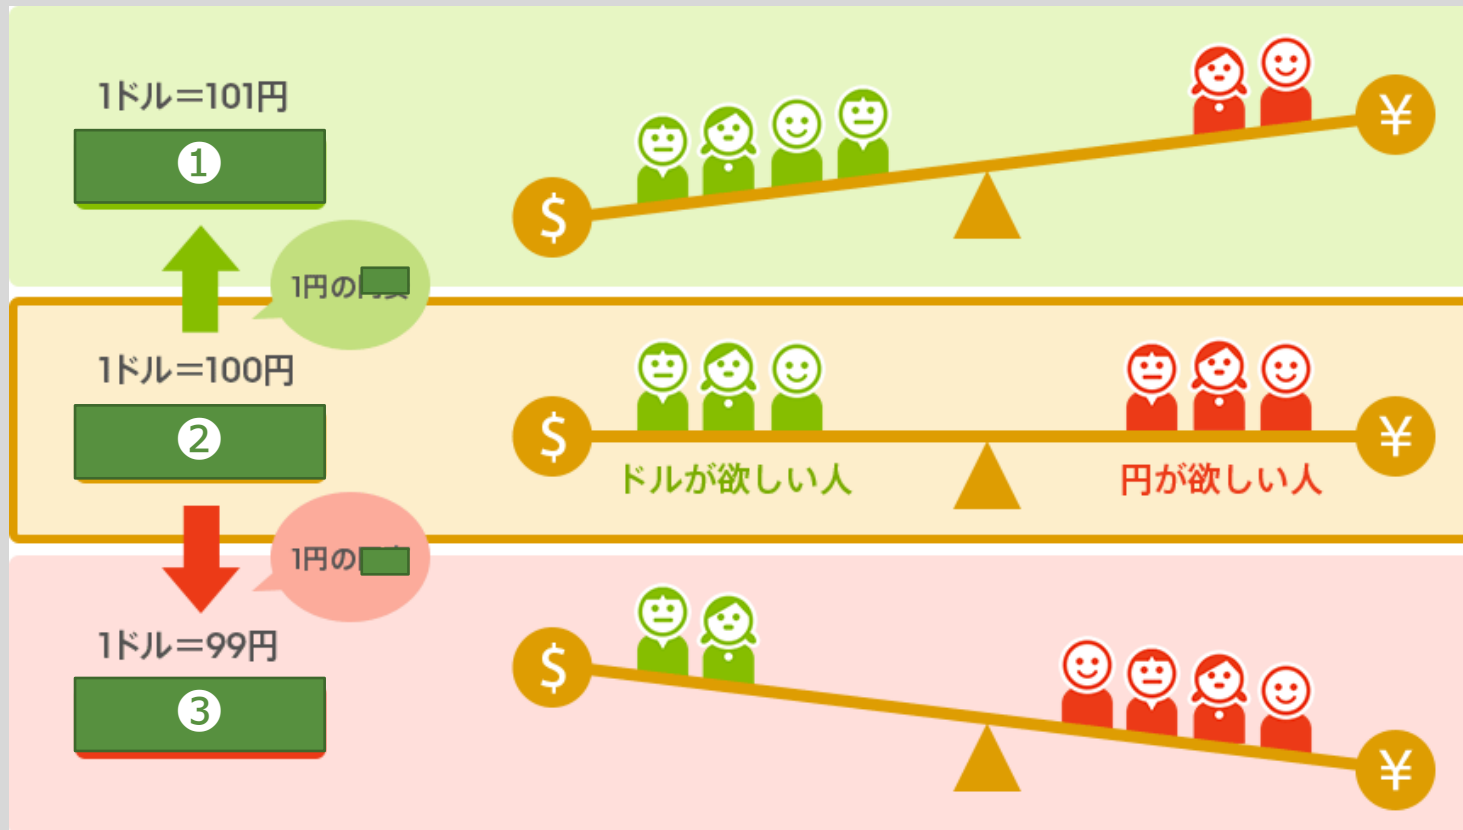 1ドル=101円
❶
1円の
$
¥
1ドル=100円
❷
1円の
$
¥
ドルが欲しい人
円が欲しい人
1ドル=99円
❸
$
¥